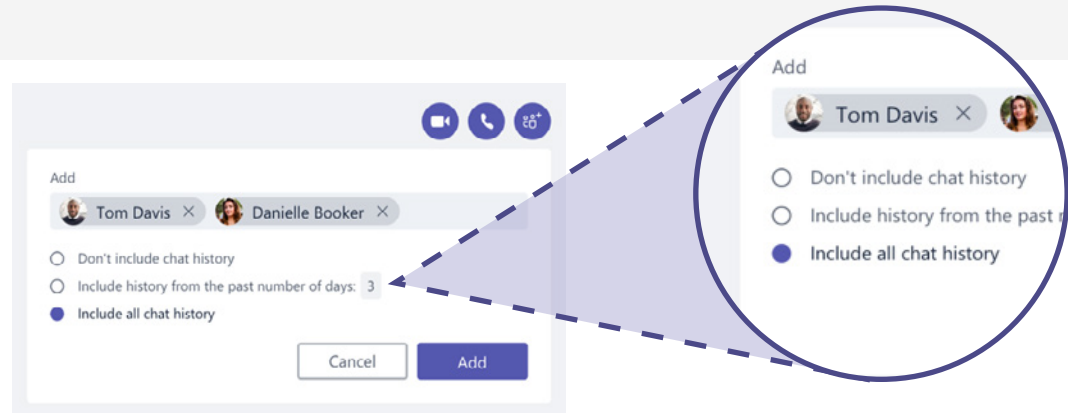 Add
Tom Davis
Danielle Booker
Don't include chat history
Include history from the past number of days: 3
Include all chat history
Cancel
Add
Add
Tom Davis
Don't include chat history
Include history from the past
Include all chat history